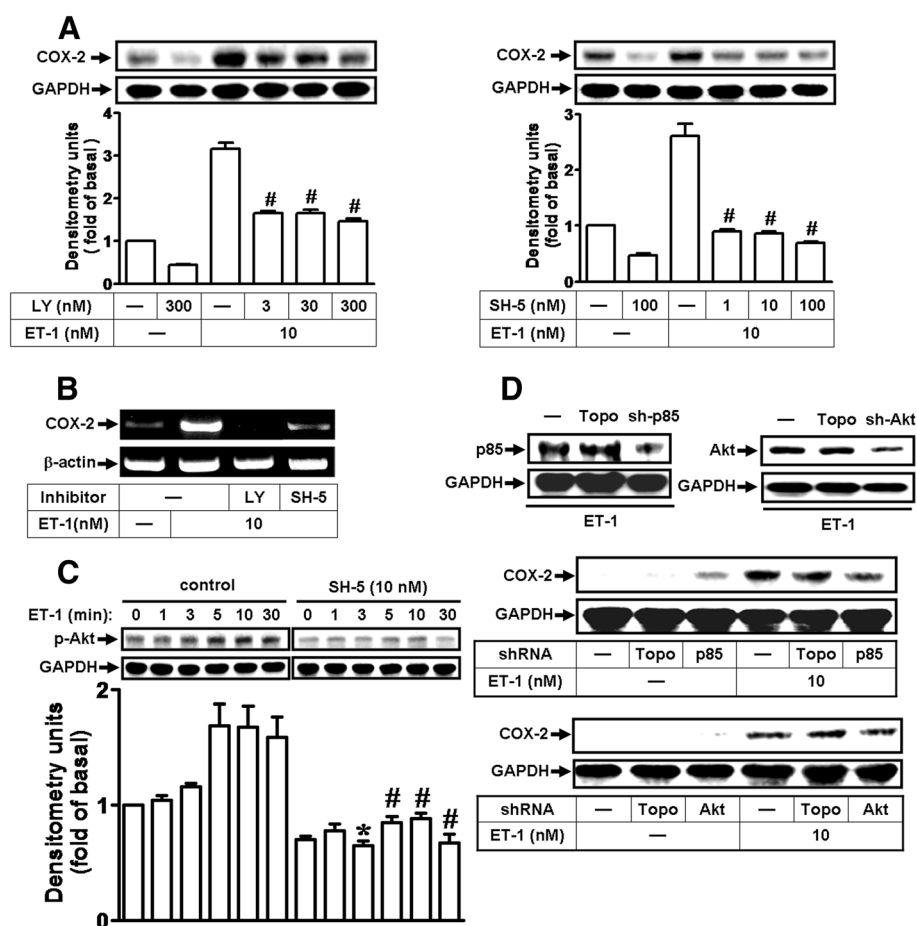 A
COX-2
GAPDH
Densitometry units
( fold of basal )
4
3
2
1
0
# # #
LY (nM) — 300 — 3 30 300
ET-1 (nM) — 10
COX-2
GAPDH
Densitometry units
(fold of basal)
3
2
1
0
# # #
SH-5 (nM) — 100 — 1 10 100
ET-1 (nM) — 10
B
COX-2
β-actin
Inhibitor — LY SH-5
ET-1(nM) — 10
C
control SH-5 (10 nM)
ET-1 (min): 0 1 3 5 10 30 0 1 3 5 10 30
p-Akt
GAPDH
Densitometry units
(fold of basal)
2
1
0
* # # #
D
— Topo sh-p85
p85
GAPDH
ET-1
— Topo sh-Akt
Akt
GAPDH
ET-1
COX-2
GAPDH
shRNA — Topo p85 — Topo p85
ET-1 (nM) — 10
COX-2
GAPDH
shRNA — Topo Akt — Topo Akt
ET-1 (nM) — 10